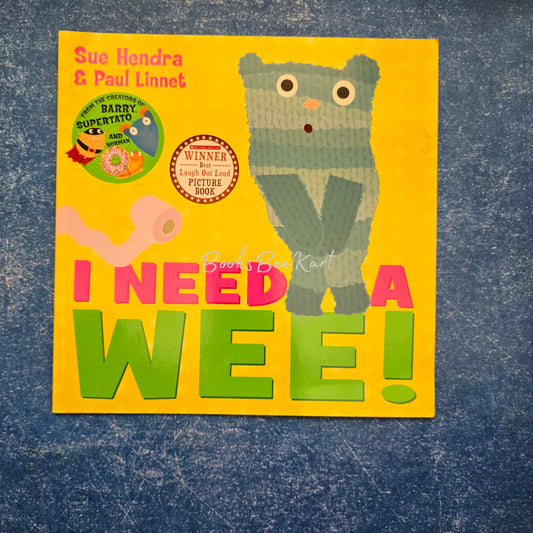 Sue Hendra
& Paul Linnet
FROM THE CREATORS OF
BARRY,
SUPERTATO
AND
NORMAN
SCHOLASTIC
WINNER
Best
Laugh Out Loud
PICTURE
BOOK
BooksBeeKart
I NEED A
WEE!